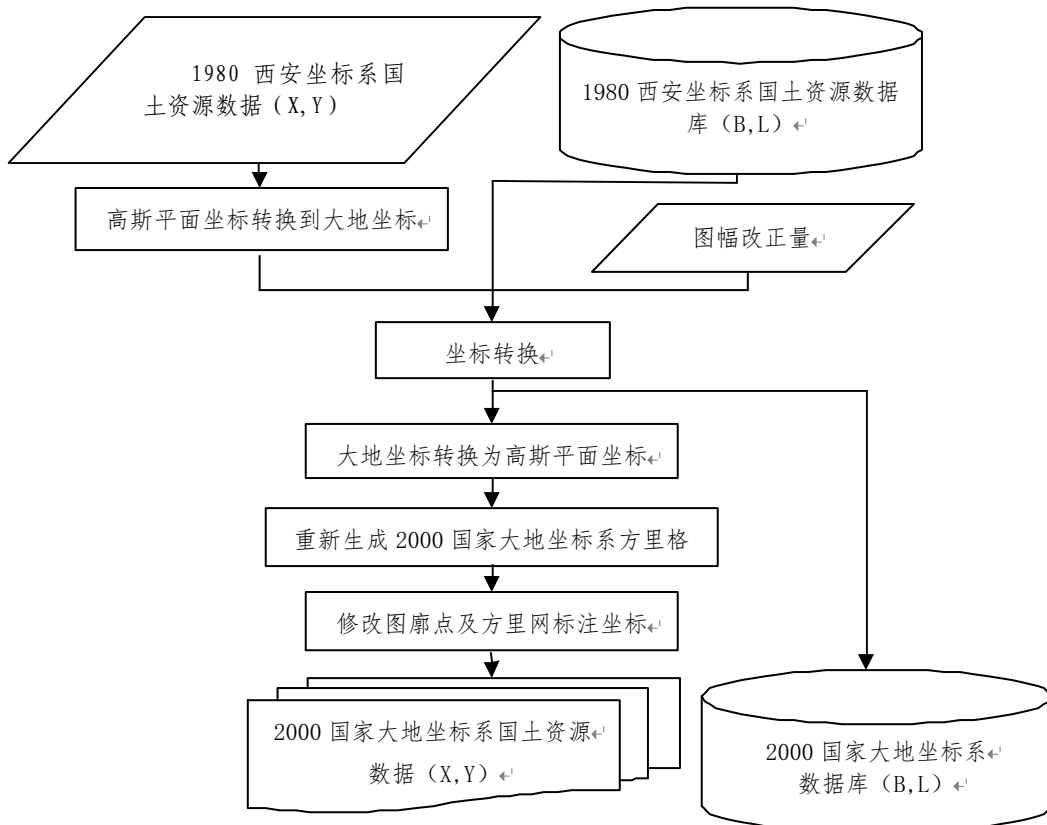 1980 西安坐标系国
土资源数据（X,Y）
1980 西安坐标系国土资源数据
库（B,L）↵
高斯平面坐标转换到大地坐标↵
图幅改正量↵
坐标转换↵
大地坐标转换为高斯平面坐标↵
重新生成 2000 国家大地坐标系方里格
修改图廓点及方里网标注坐标↵
2000 国家大地坐标系国土资源↵
数据（X,Y）↵
2000 国家大地坐标系↵
数据库（B,L）↵